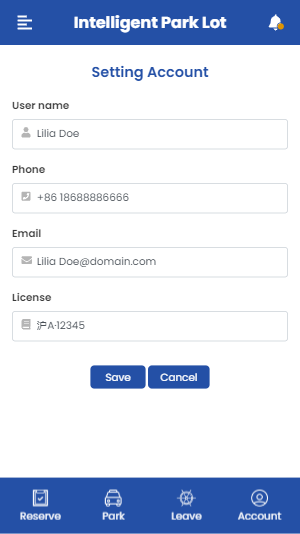 Intelligent Park Lot
Setting Account
User name
Lilia Doe
Phone
+86 18688886666
Email
Lilia Doe@domain.com
License
沪A·12345
Save Cancel
Reserve Park Leave Account